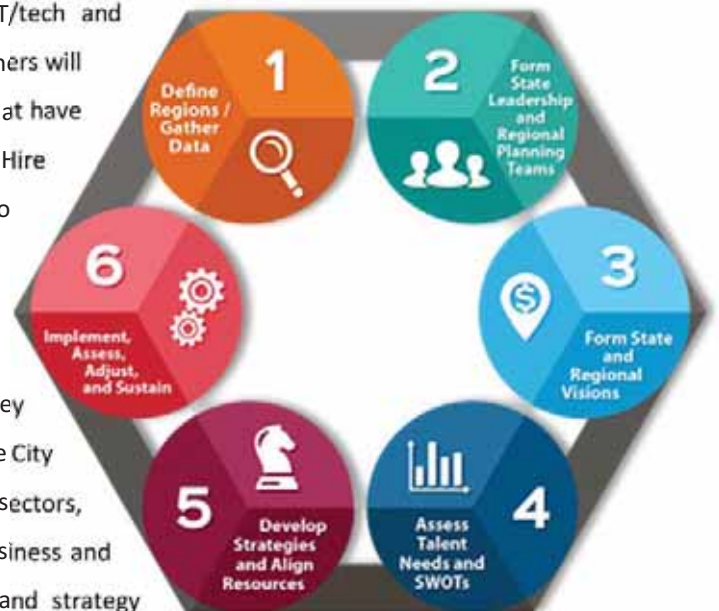 T/tech and
ners will
at have
Hire
o
ey
e City
sectors,
siness and
and strategy
1
Define
Regions /
Gather
Data
2
Form
State
Leadership
and
Regional
Planning
Teams
3
$
Form State
and
Regional
Visions
4
Assess
Talent
Needs and
SWOTs
5
Develop
Strategies
and Align
Resources
6
Implement,
Assess,
Adjust,
and Sustain